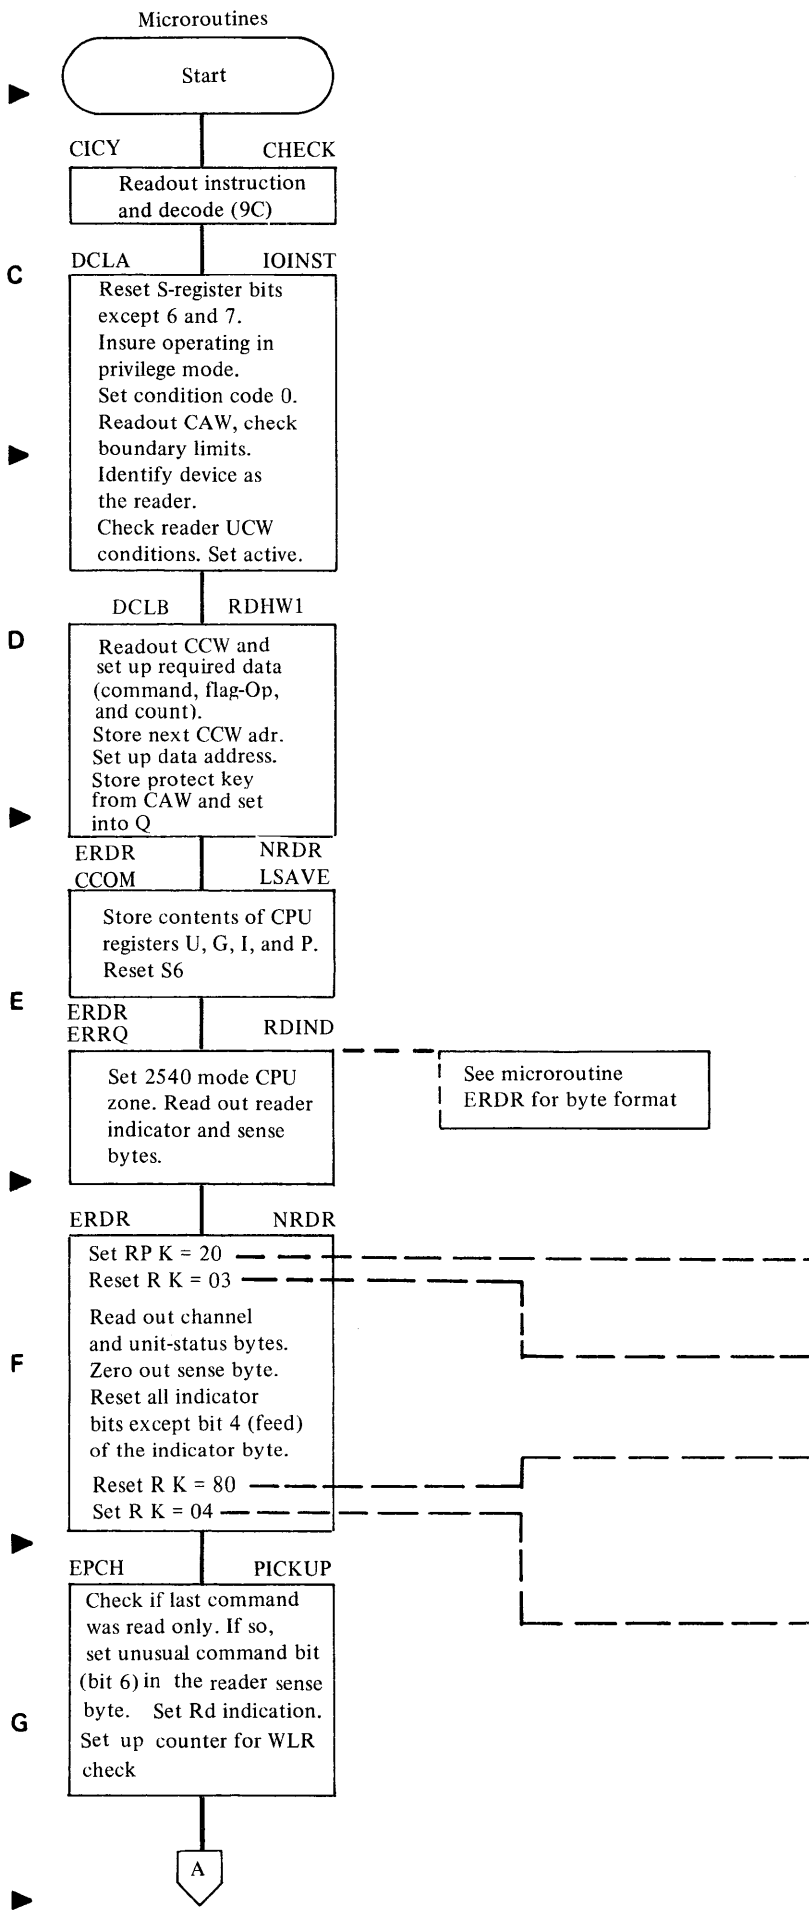 Microroutines
Start
CICY CHECK
Readout instruction
and decode (9C)
C
DCLA IOINST
Reset S-register bits
except 6 and 7.
Insure operating in
privilege mode.
Set condition code 0.
Readout CAW, check
boundary limits.
Identify device as
the reader.
Check reader UCW
conditions. Set active.
DCLB RDHW1
D
Readout CCW and
set up required data
(command, flag-Op,
and count).
Store next CCW adr.
Set up data address.
Store protect key
from CAW and set
into Q
ERDR NRDR
CCOM LSAVE
Store contents of CPU
registers U, G, I, and P.
Reset S6
E
ERDR
ERRQ RDIND
Set 2540 mode CPU
zone. Read out reader
indicator and sense
bytes.
See microroutine
ERDR for byte format
ERDR NRDR
Set RP K = 20
Reset R K = 03
Read out channel
and unit-status bytes.
F
Zero out sense byte.
Reset all indicator
bits except bit 4 (feed)
of the indicator byte.
Reset R K = 80
Set R K = 04
EPCH PICKUP
Check if last command
was read only. If so,
set unusual command bit
(bit 6) in the reader sense
byte. Set Rd indication.
G
Set up counter for WLR
check
A